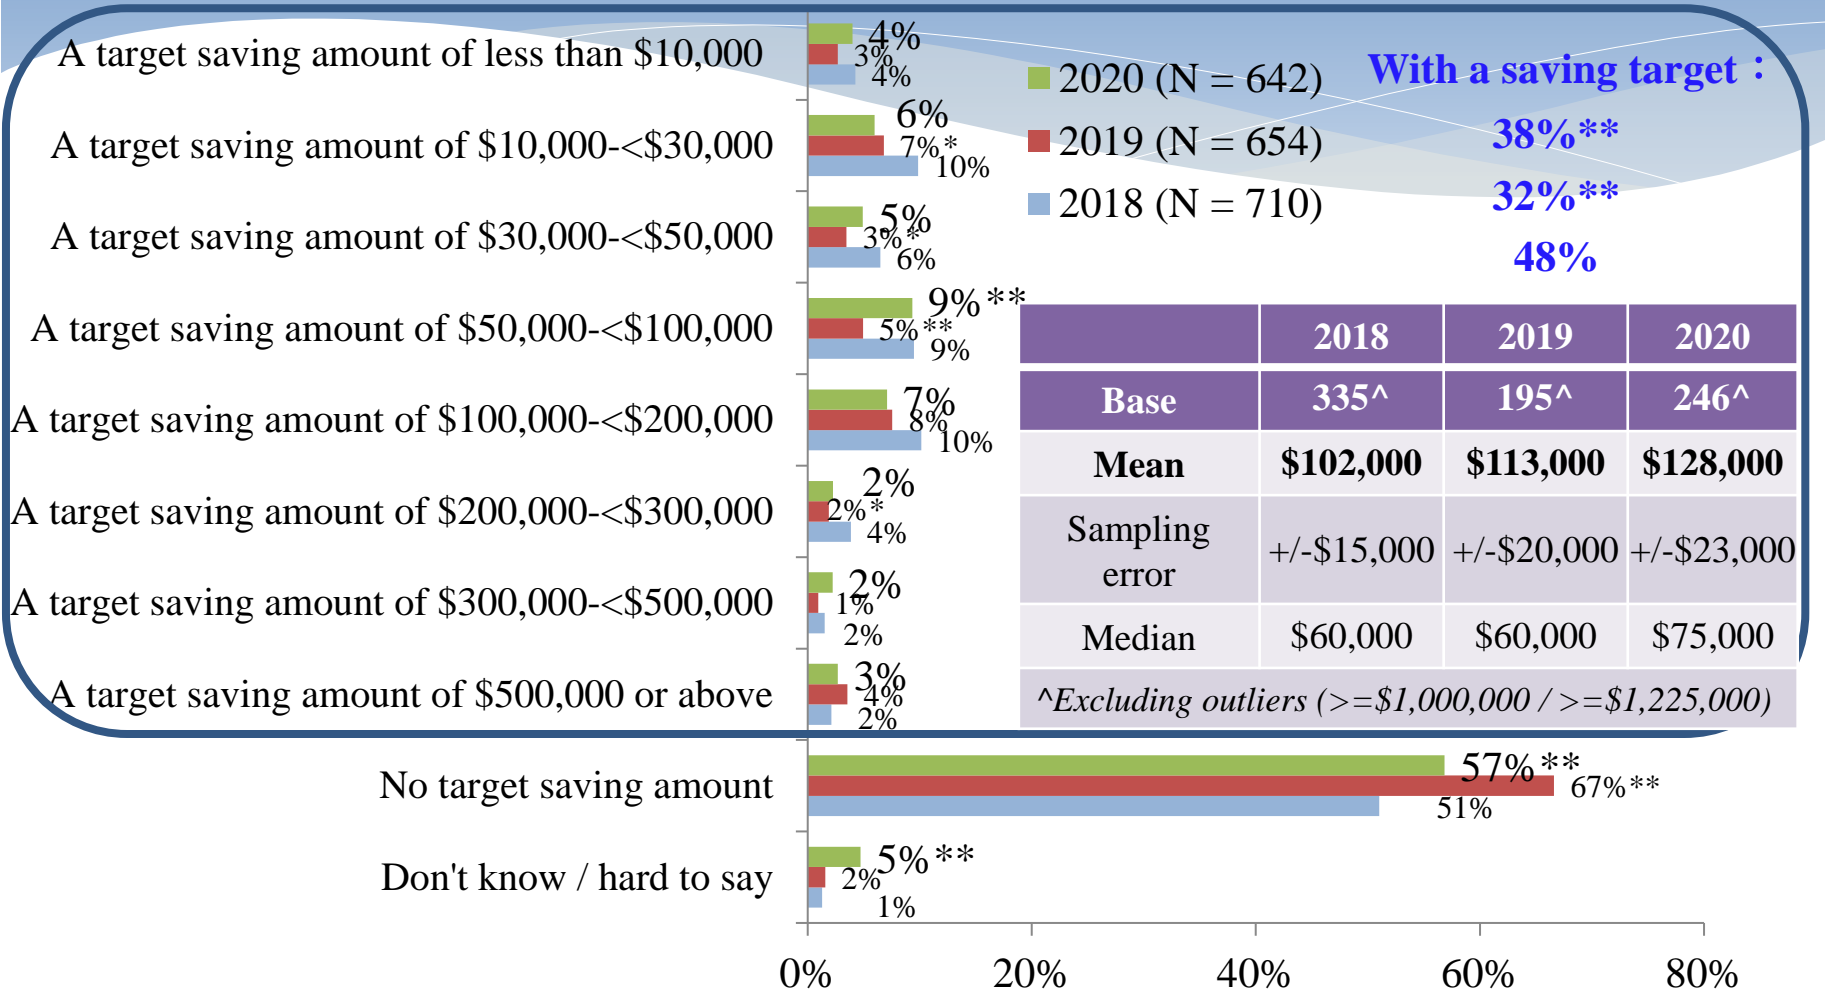 A target saving amount of less than $10,000
4%
3%
4%
A target saving amount of $10,000-<$30,000
6%
7%*
10%
A target saving amount of $30,000-<$50,000
5%
3%*
6%
A target saving amount of $50,000-<$100,000
9%**
5%**
9%
A target saving amount of $100,000-<$200,000
7%
8%
10%
A target saving amount of $200,000-<$300,000
2%
2%*
4%
A target saving amount of $300,000-<$500,000
2%
1%
2%
A target saving amount of $500,000 or above
3%
4%
2%
No target saving amount
57%**
67%**
51%
Don't know / hard to say
5%**
2%
1%
0% 20% 40% 60% 80%
2020 (N = 642)
2019 (N = 654)
2018 (N = 710)
With a saving target：
38%**
32%**
48%
2018 2019 2020
Base 335^ 195^ 246^
Mean $102,000 $113,000 $128,000
Sampling error +/-$15,000 +/-$20,000 +/-$23,000
Median $60,000 $60,000 $75,000
^Excluding outliers (>=$1,000,000 / >=$1,225,000)